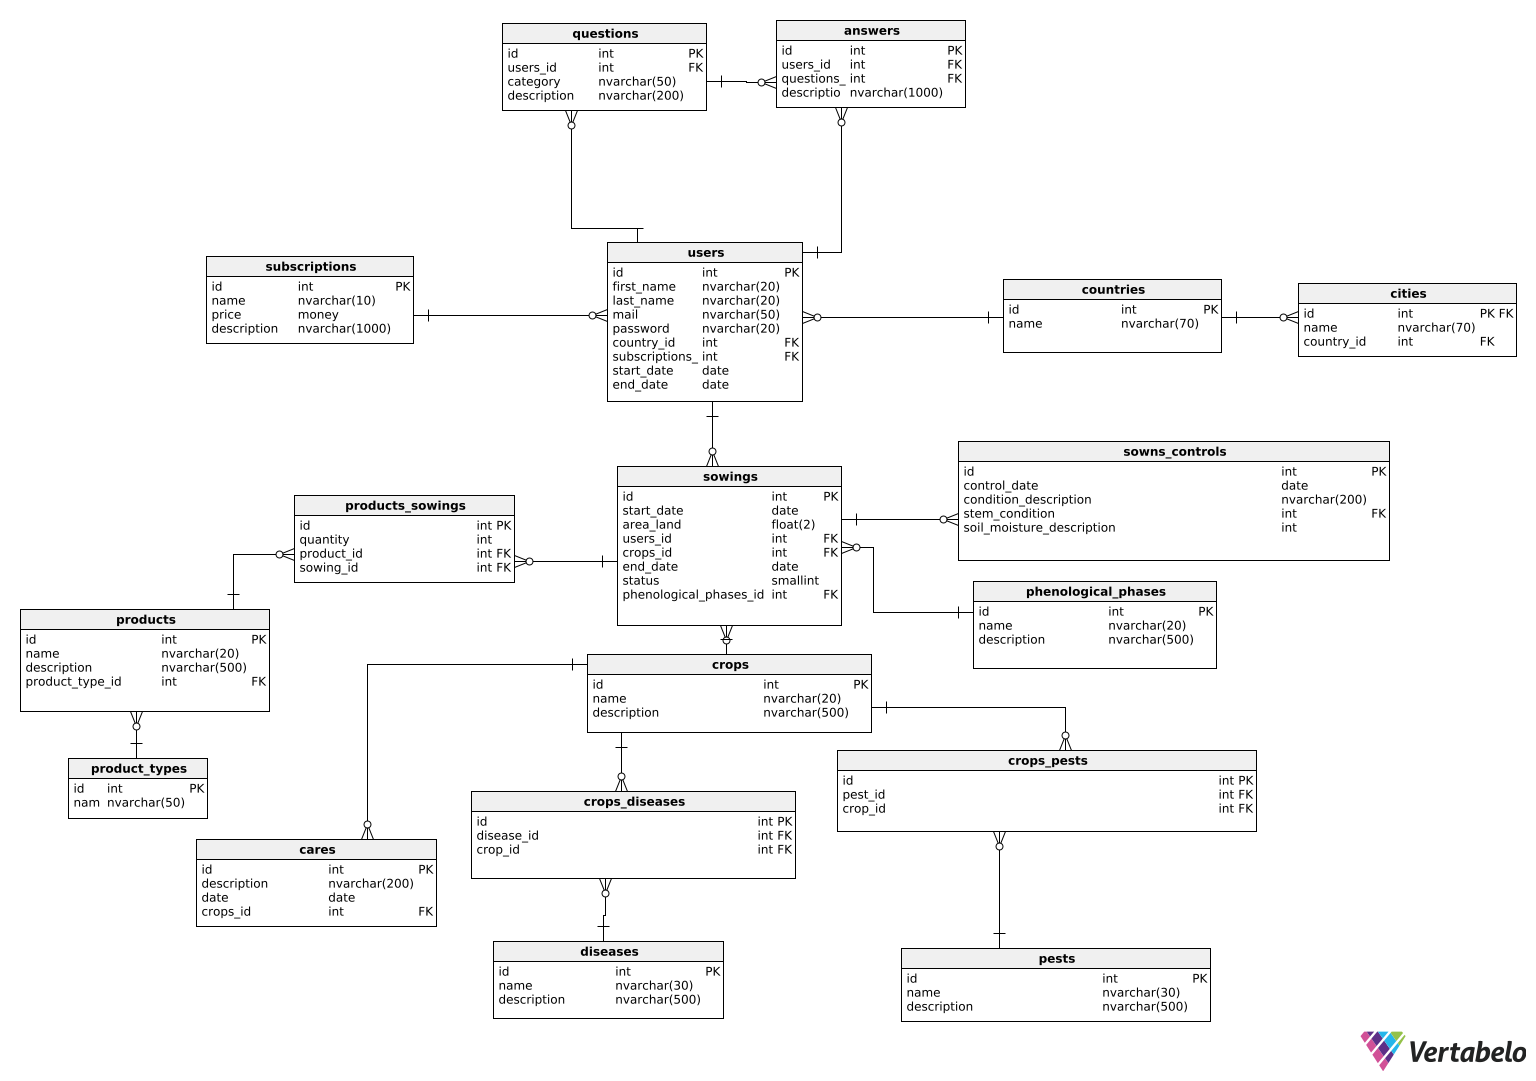 questions
id int PK
users_id int FK
category nvarchar(50)
description nvarchar(200)
answers
id int PK
users_id int FK
questions_ int FK
descriptio nvarchar(1000)
subscriptions
id int PK
name nvarchar(10)
price money
description nvarchar(1000)
users
id int PK
first_name nvarchar(20)
last_name nvarchar(20)
mail nvarchar(50)
password nvarchar(20)
country_id int FK
subscriptions_ int FK
start_date date
end_date date
countries
id int PK
name nvarchar(70)
cities
id int PK FK
name nvarchar(70)
country_id int FK
sowns_controls
id int PK
control_date date
condition_description nvarchar(200)
stem_condition int FK
soil_moisture_description int
sowings
id int PK
start_date date
area_land float(2)
users_id int FK
crops_id int FK
end_date date
status smallint
phenological_phases_id int FK
products_sowings
id int PK
quantity int
product_id int FK
sowing_id int FK
phenological_phases
id int PK
name nvarchar(20)
description nvarchar(500)
products
id int PK
name nvarchar(20)
description nvarchar(500)
product_type_id int FK
crops
id int PK
name nvarchar(20)
description nvarchar(500)
product_types
id int PK
nam nvarchar(50)
crops_pests
id int PK
pest_id int FK
crop_id int FK
crops_diseases
id int PK
disease_id int FK
crop_id int FK
cares
id int PK
description nvarchar(200)
date date
crops_id int FK
diseases
id int PK
name nvarchar(30)
description nvarchar(500)
pests
id int PK
name nvarchar(30)
description nvarchar(500)
Vertabelo